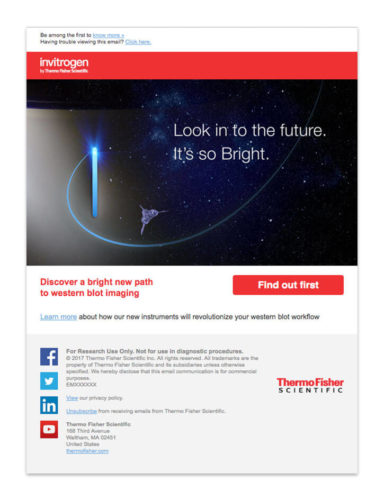 Be among the first to know more »
Having trouble viewing this email? Click here.
invitrogen
by Thermo Fisher Scientific
Look in to the future.
It's so Bright.
Discover a bright new path
to western blot imaging
Find out first
Learn more about how our new instruments will revolutionize your western blot workflow
For Research Use Only. Not for use in diagnostic procedures.
© 2017 Thermo Fisher Scientific Inc. All rights reserved. All trademarks are the
property of Thermo Fisher Scientific and its subsidiaries unless otherwise
specified. We hereby disclose that this email communication is for commercial
purposes.
EMXXXXXX
View our privacy policy.
Unsubscribe from receiving emails from Thermo Fisher Scientific.
Thermo Fisher Scientific
168 Third Avenue
Waltham, MA 02451
United States
thermofisher.com
ThermoFisher
SCIENTIFIC